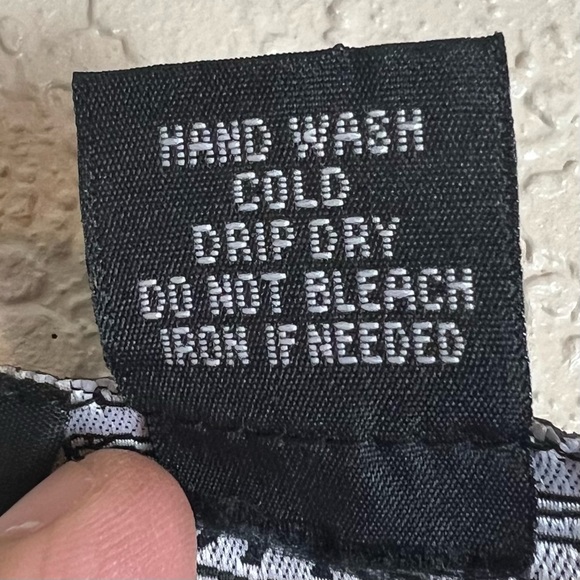 HAND WASH
COLD
DRIP DRY
DO NOT BLEACH
IRON IF NEEDED